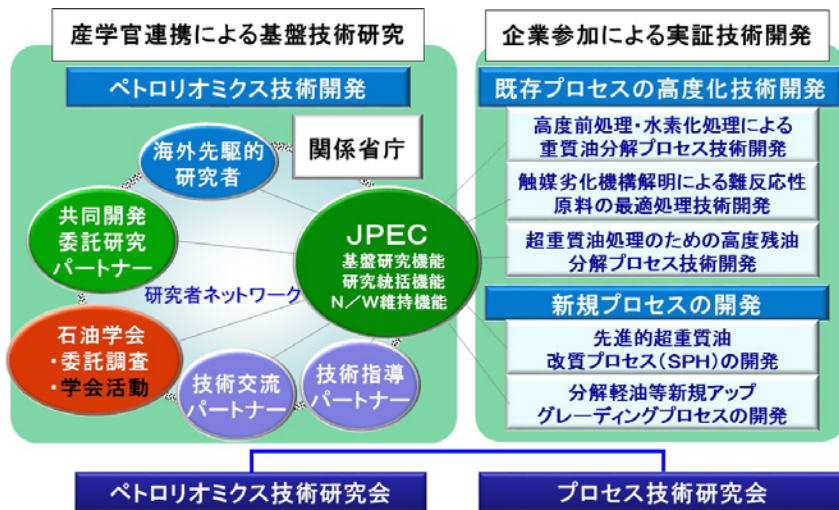 産学官連携による基盤技術研究
ペトロリオミクス技術開発
海外先駆的
研究者
関係省庁
共同開発
委託研究
パートナー
JPEC
基盤研究機能
研究統括機能
N／W維持機能
研究者ネットワーク
石油学会
・委託調査
・学会活動
技術交流
パートナー
技術指導
パートナー
企業参加による実証技術開発
既存プロセスの高度化技術開発
高度前処理・水素化処理による
重質油分解プロセス技術開発
触媒劣化機構解明による難反応性
原料の最適処理技術開発
超重質油処理のための高度残油
分解プロセス技術開発
新規プロセスの開発
先進的超重質油
改質プロセス(SPH)の開発
分解軽油等新規アップ
グレーディングプロセスの開発
ペトロリオミクス技術研究会
プロセス技術研究会